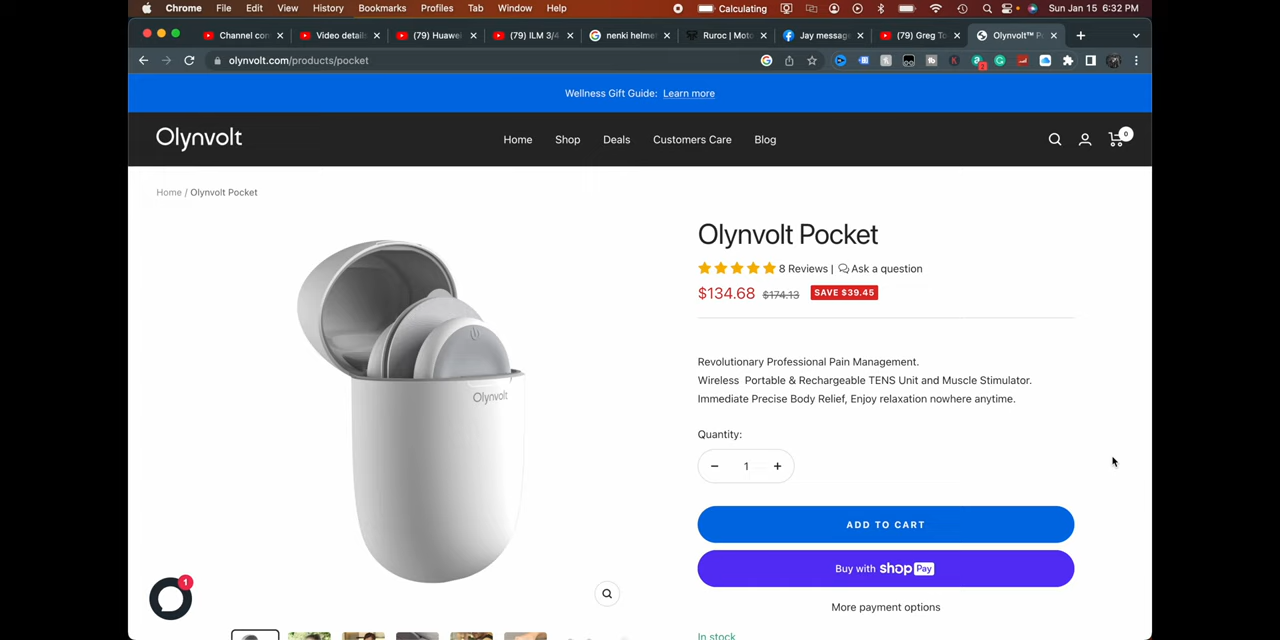 Chrome File Edit View History Bookmarks Profiles Tab Window Help Calculating Sun Jan 15 6:32 PM
Channel con (79) Huawei (79) ILM 3/4 nenki helmet Ruroc | Moto Jay messag (79) Greg To Olynvolt™ P
Video details
olynvolt.com/products/pocket
Wellness Gift Guide: Learn more
Olynvolt
Home Shop Deals Customers Care Blog
0
Home / Olynvolt Pocket
Olynvolt Pocket
8 Reviews | Ask a question
$134.68 $174.13 SAVE $39.45
Revolutionary Professional Pain Management.
Wireless Portable & Rechargeable TENS Unit and Muscle Stimulator.
Immediate Precise Body Relief, Enjoy relaxation nowhere anytime.
Olynvolt
Quantity:
− 1 +
ADD TO CART
Buy with shop Pay
1
More payment options
In stock